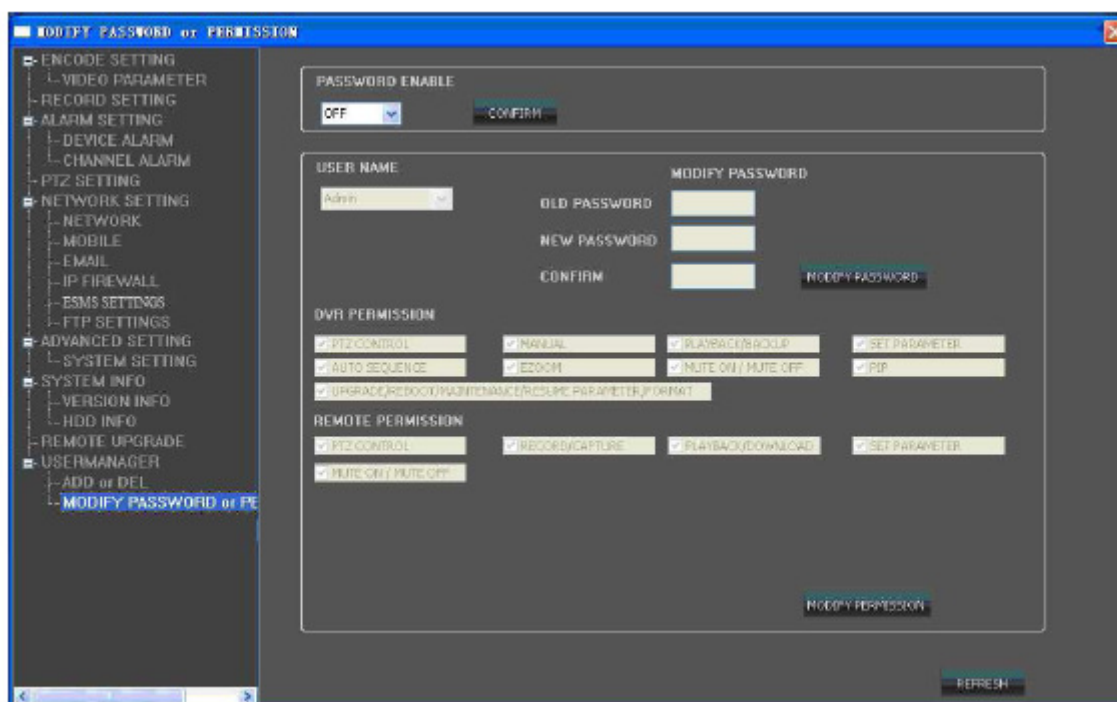 MODIFY PASSWORD or PERMISSION
ENCODE SETTING
VIDEO PARAMETER
RECORD SETTING
ALARM SETTING
DEVICE ALARM
CHANNEL ALARM
PTZ SETTING
NETWORK SETTING
NETWORK
MOBILE
EMAIL
IP FIREWALL
ESMS SETTINGS
FTP SETTINGS
ADVANCED SETTING
SYSTEM SETTING
SYSTEM INFO
VERSION INFO
HDD INFO
REMOTE UPGRADE
USERMANAGER
ADD or DEL
MODIFY PASSWORD or PE
PASSWORD ENABLE
OFF CONFIRM
USER NAME
MODIFY PASSWORD
Admin
OLD PASSWORD
NEW PASSWORD
CONFIRM MODIFY PASSWORD
DVR PERMISSION
PTZ CONTROL MANUAL PLAYBACK/BACKUP SET PARAMETER
AUTO SEQUENCE EZOOM MUTE ON / MUTE OFF PIP
UPGRADE/REBOOT/MAINTENANCE/RESUME PARAMETER/FORMAT
REMOTE PERMISSION
PTZ CONTROL RECORD/CAPTURE PLAYBACK/DOWNLOAD SET PARAMETER
MUTE ON / MUTE OFF
MODIFY PERMISSION
REFRESH